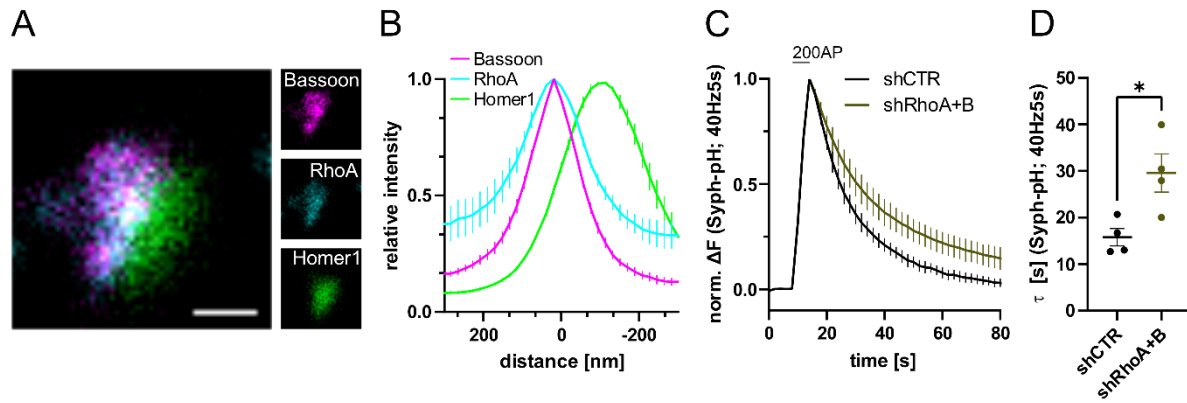 A
Bassoon
RhoA
Homer1
B
Bassoon
RhoA
Homer1
1.0
0.5
0.0
relative intensity
200
0
-200
distance [nm]
C
200AP
shCTR
shRhoA+B
1.0
0.5
0.0
norm. ΔF (Syph-pH; 40Hz5s)
0
20
40
60
80
time [s]
D
*
50
40
30
20
10
0
τ [s] (Syph-pH; 40Hz5s)
shCTR
shRhoA+B